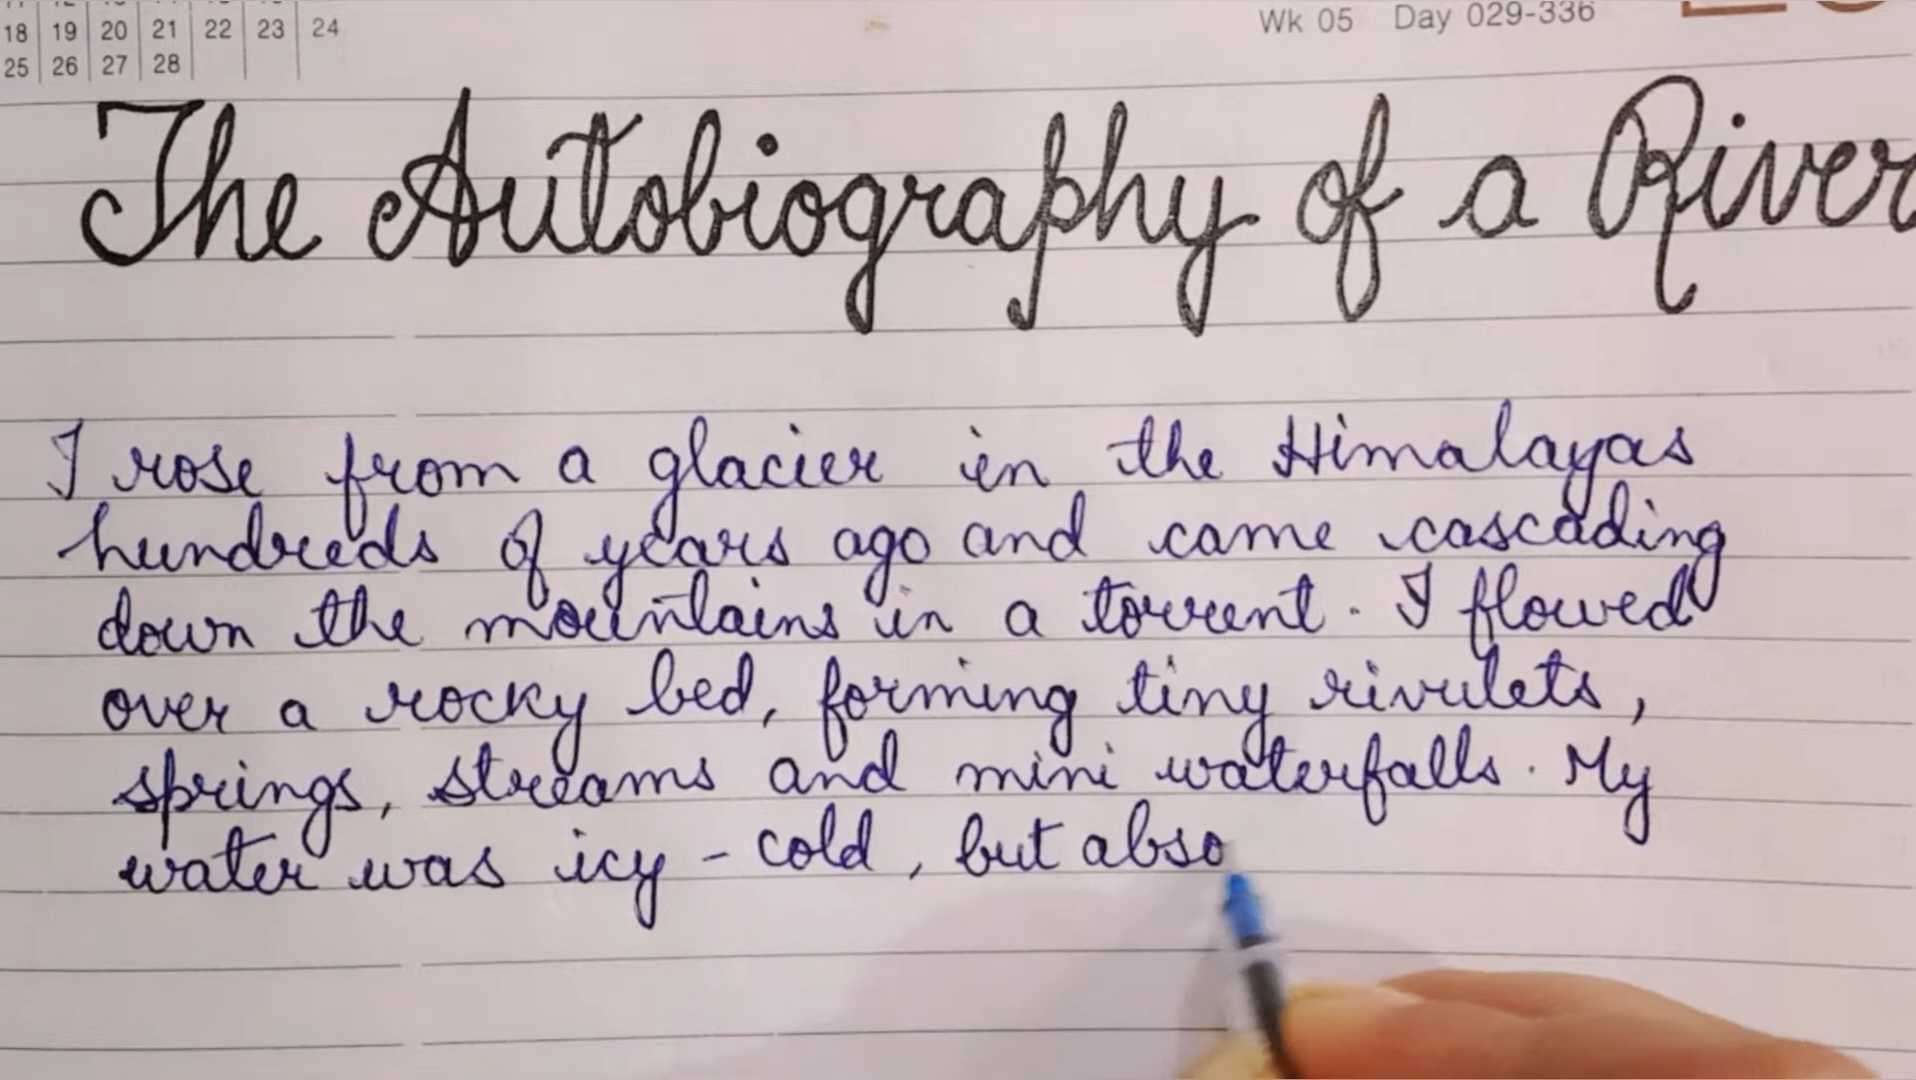 18 19 20 21 22 23 24
25 26 27 28
Wk 05 Day 029-336
The Autobiography of a River
I rose from a glacier in the Himalayas
hundreds of years ago and came cascading
down the mountains in a torrent. I flowed
over a rocky bed, forming tiny rivulets,
springs, streams and mini waterfalls. My
water was icy - cold, but abso